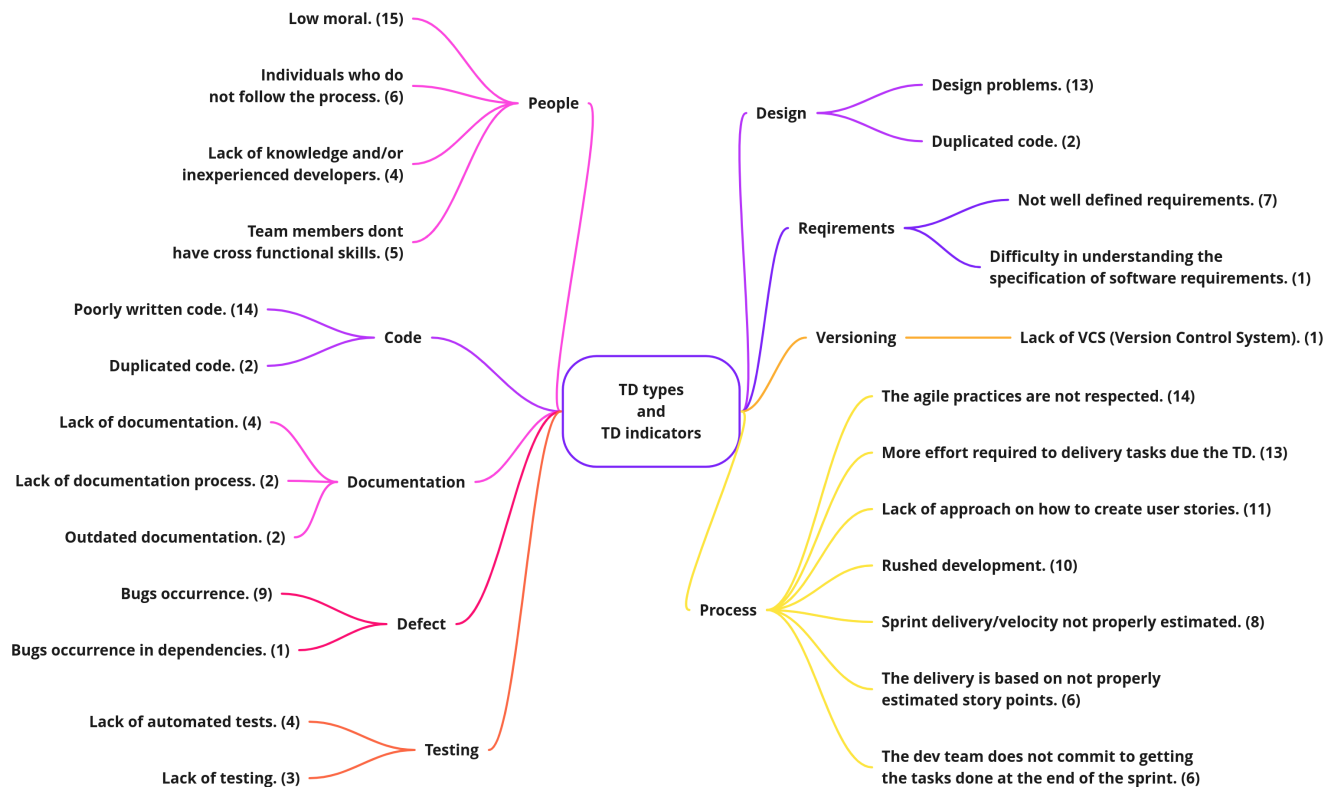 TD types
and
TD indicators
People
Low moral. (15)
Individuals who do
not follow the process. (6)
Lack of knowledge and/or
inexperienced developers. (4)
Team members dont
have cross functional skills. (5)
Code
Poorly written code. (14)
Duplicated code. (2)
Documentation
Lack of documentation. (4)
Lack of documentation process. (2)
Outdated documentation. (2)
Defect
Bugs occurrence. (9)
Bugs occurrence in dependencies. (1)
Testing
Lack of automated tests. (4)
Lack of testing. (3)
Design
Design problems. (13)
Duplicated code. (2)
Reqirements
Not well defined requirements. (7)
Difficulty in understanding the
specification of software requirements. (1)
Versioning
Lack of VCS (Version Control System). (1)
Process
The agile practices are not respected. (14)
More effort required to delivery tasks due the TD. (13)
Lack of approach on how to create user stories. (11)
Rushed development. (10)
Sprint delivery/velocity not properly estimated. (8)
The delivery is based on not properly
estimated story points. (6)
The dev team does not commit to getting
the tasks done at the end of the sprint. (6)